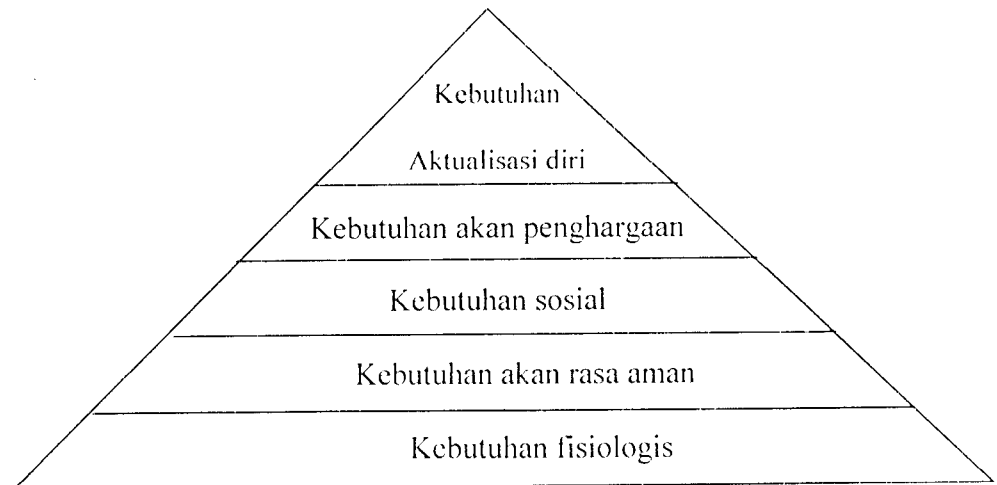 Kebutuhan
Aktualisasi diri
Kebutuhan akan penghargaan
Kebutuhan sosial
Kebutuhan akan rasa aman
Kebutuhan fisiologis